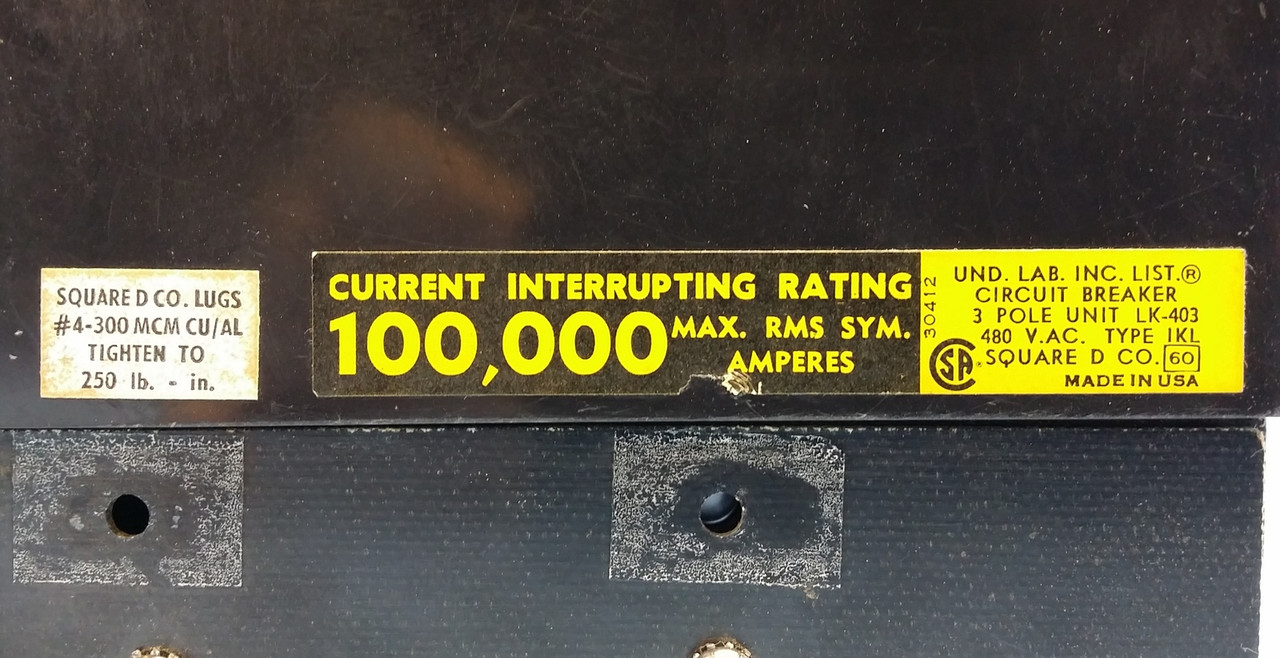 SQUARE D CO. LUGS
#4-300 MCM CU/AL
TIGHTEN TO
250 lb. - in.
CURRENT INTERRUPTING RATING
100,000 MAX. RMS SYM.
AMPERES
30412
UND. LAB. INC. LIST.®
CIRCUIT BREAKER
3 POLE UNIT LK-403
480 V.AC. TYPE IKL
SA ® SQUARE D CO. 60
MADE IN USA